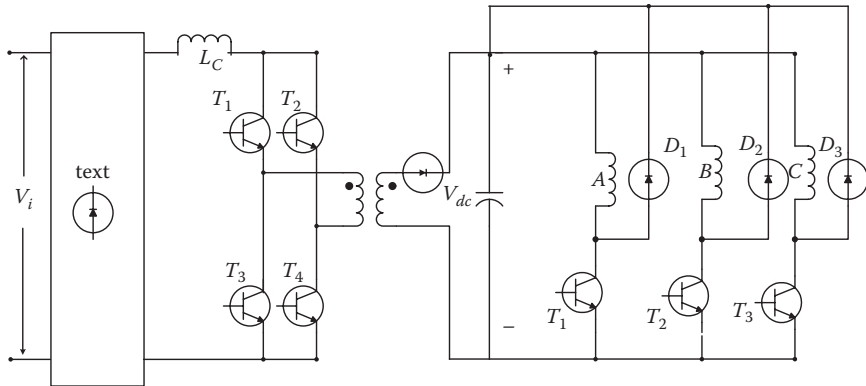 L_C
T_1
T_2
V_i
text
T_3
T_4
+
V_dc
−
A
D_1
B
D_2
C
D_3
T_1
T_2
T_3